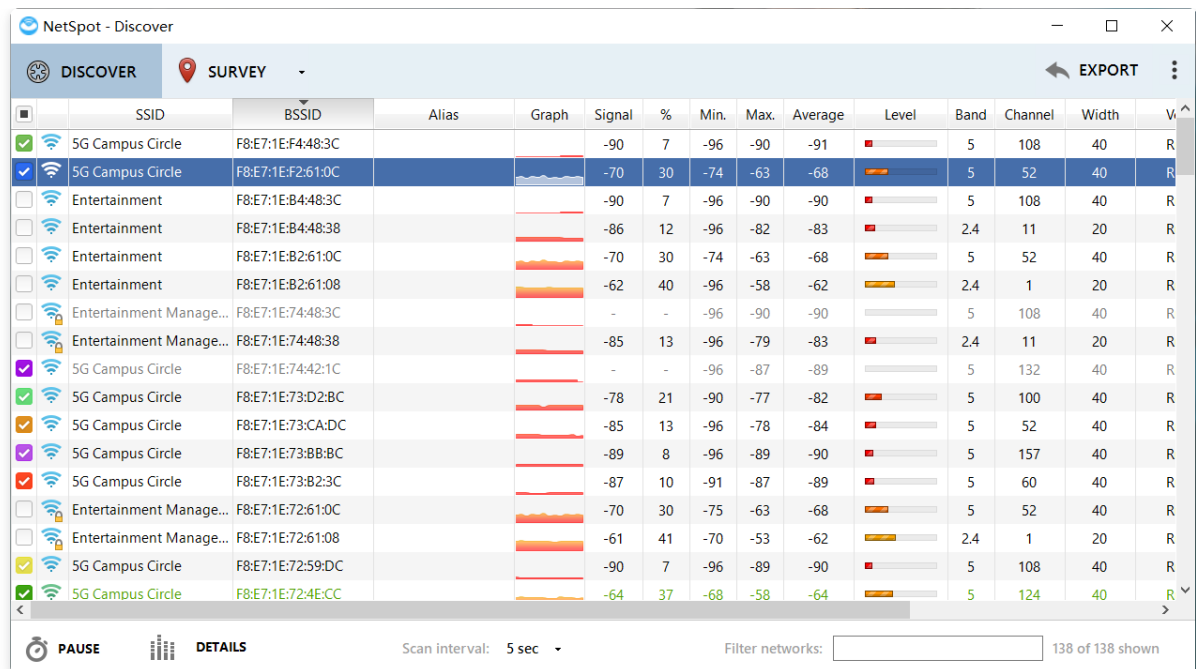 NetSpot - Discover
DISCOVER SURVEY EXPORT
SSID BSSID Alias Graph Signal % Min. Max. Average Level Band Channel Width
5G Campus Circle F8:E7:1E:F4:48:3C -90 7 -96 -90 -91 5 108 40 R
5G Campus Circle F8:E7:1E:F2:61:0C -70 30 -74 -63 -68 5 52 40 R
Entertainment F8:E7:1E:B4:48:3C -90 7 -96 -90 -90 5 108 40 R
Entertainment F8:E7:1E:B4:48:38 -86 12 -96 -82 -83 2.4 11 20 R
Entertainment F8:E7:1E:B2:61:0C -70 30 -74 -63 -68 5 52 40 R
Entertainment F8:E7:1E:B2:61:08 -62 40 -96 -58 -62 2.4 1 20 R
Entertainment Manage... F8:E7:1E:74:48:3C - - -96 -90 -90 5 108 40 R
Entertainment Manage... F8:E7:1E:74:48:38 -85 13 -96 -79 -83 2.4 11 20 R
5G Campus Circle F8:E7:1E:74:42:1C - - -96 -87 -89 5 132 40 R
5G Campus Circle F8:E7:1E:73:D2:BC -78 21 -90 -77 -82 5 100 40 R
5G Campus Circle F8:E7:1E:73:CA:DC -85 13 -96 -78 -84 5 52 40 R
5G Campus Circle F8:E7:1E:73:BB:BC -89 8 -96 -89 -90 5 157 40 R
5G Campus Circle F8:E7:1E:73:B2:3C -87 10 -91 -87 -89 5 60 40 R
Entertainment Manage... F8:E7:1E:72:61:0C -70 30 -75 -63 -68 5 52 40 R
Entertainment Manage... F8:E7:1E:72:61:08 -61 41 -70 -53 -62 2.4 1 20 R
5G Campus Circle F8:E7:1E:72:59:DC -90 7 -96 -89 -90 5 108 40 R
5G Campus Circle F8:E7:1E:72:4E:CC -64 37 -68 -58 -64 5 124 40 R
PAUSE DETAILS Scan interval: 5 sec Filter networks: 138 of 138 shown